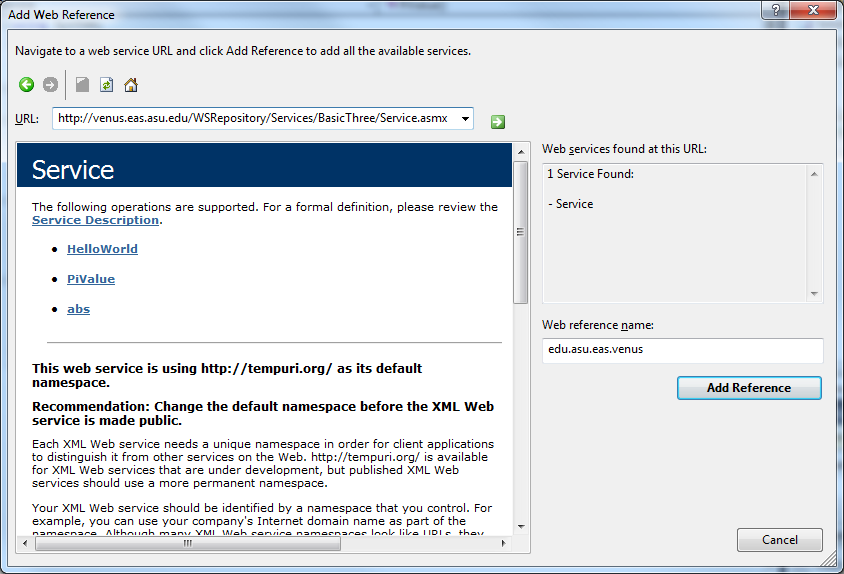 Add Web Reference
Navigate to a web service URL and click Add Reference to add all the available services.
URL: http://venus.eas.asu.edu/WSRepository/Services/BasicThree/Service.asmx
Service
The following operations are supported. For a formal definition, please review the
Service Description.
HelloWorld
PiValue
abs
This web service is using http://tempuri.org/ as its default
namespace.
Recommendation: Change the default namespace before the XML Web
service is made public.
Each XML Web service needs a unique namespace in order for client applications
to distinguish it from other services on the Web. http://tempuri.org/ is available
for XML Web services that are under development, but published XML Web
services should use a more permanent namespace.
Your XML Web service should be identified by a namespace that you control. For
example, you can use your company's Internet domain name as part of the
namespace. Although many XML Web service namespaces look like URLs, they
Web services found at this URL:
1 Service Found:
- Service
Web reference name:
edu.asu.eas.venus
Add Reference
Cancel